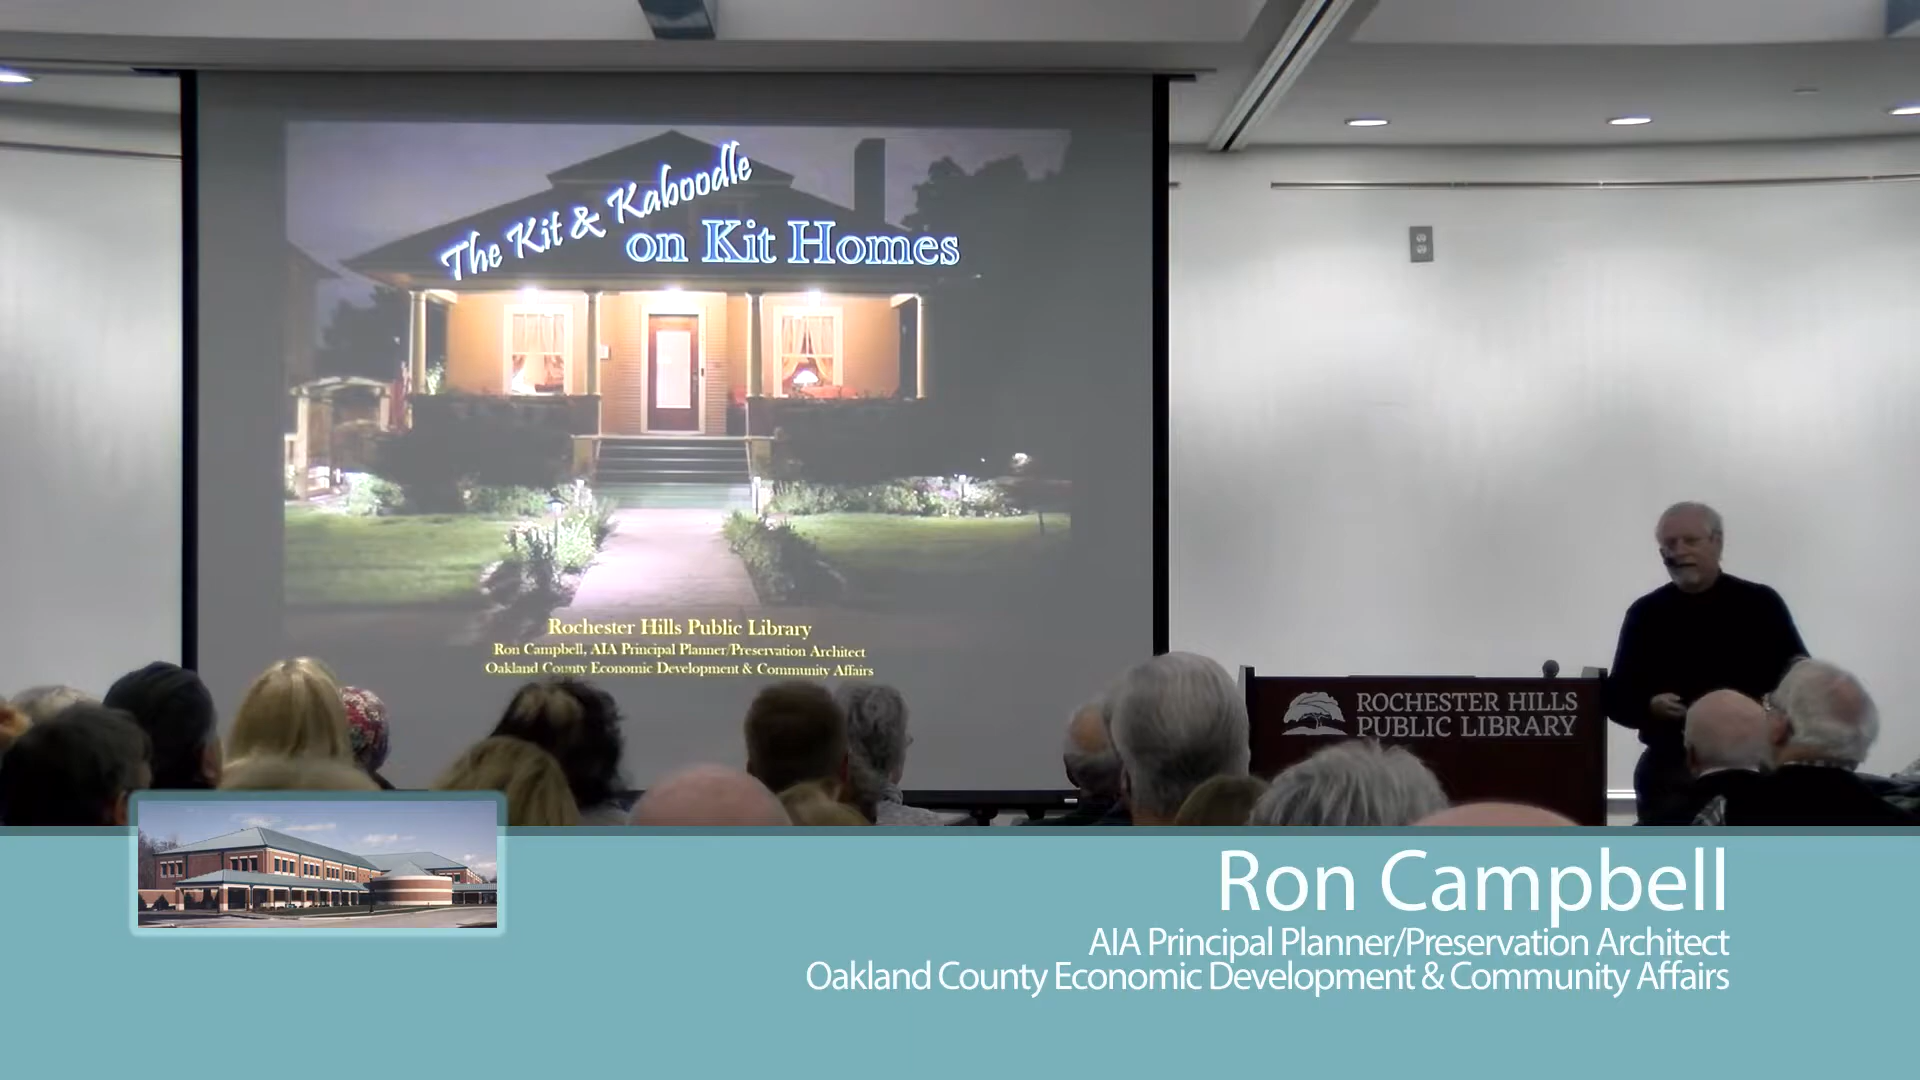 The Kit & Kaboodle
on Kit Homes
Rochester Hills Public Library
Ron Campbell, AIA Principal Planner/Preservation Architect
Oakland County Economic Development & Community Affairs
ROCHESTER HILLS
PUBLIC LIBRARY
Ron Campbell
AIA Principal Planner/Preservation Architect
Oakland County Economic Development & Community Affairs